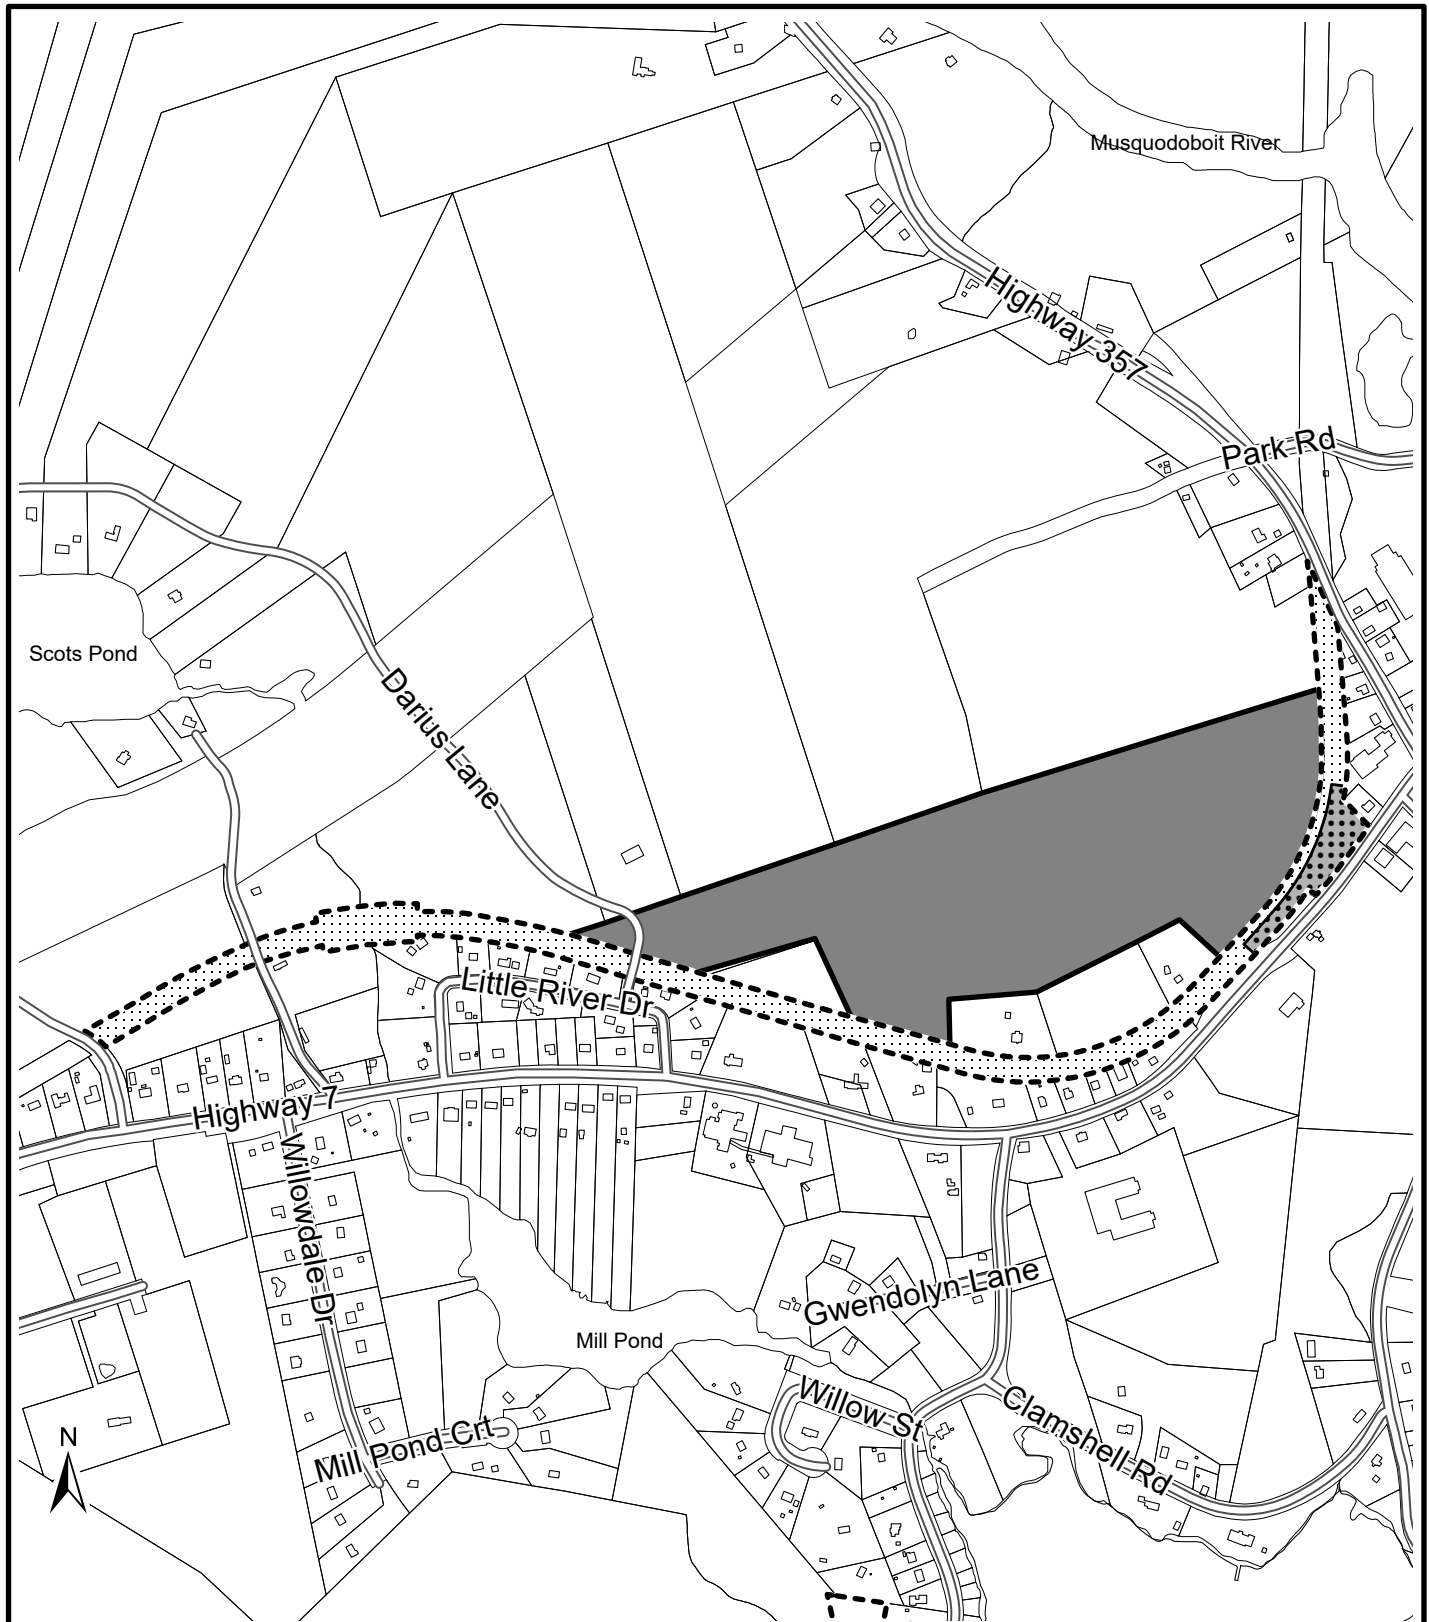 Musquodoboit River
Highway 357
Park Rd
Scots Pond
Darius Lane
Little River Dr
Highway 7
Willowdale Dr
Gwendolyn Lane
Mill Pond
Willow St
Clamshell Rd
Mill Pond Crt
N